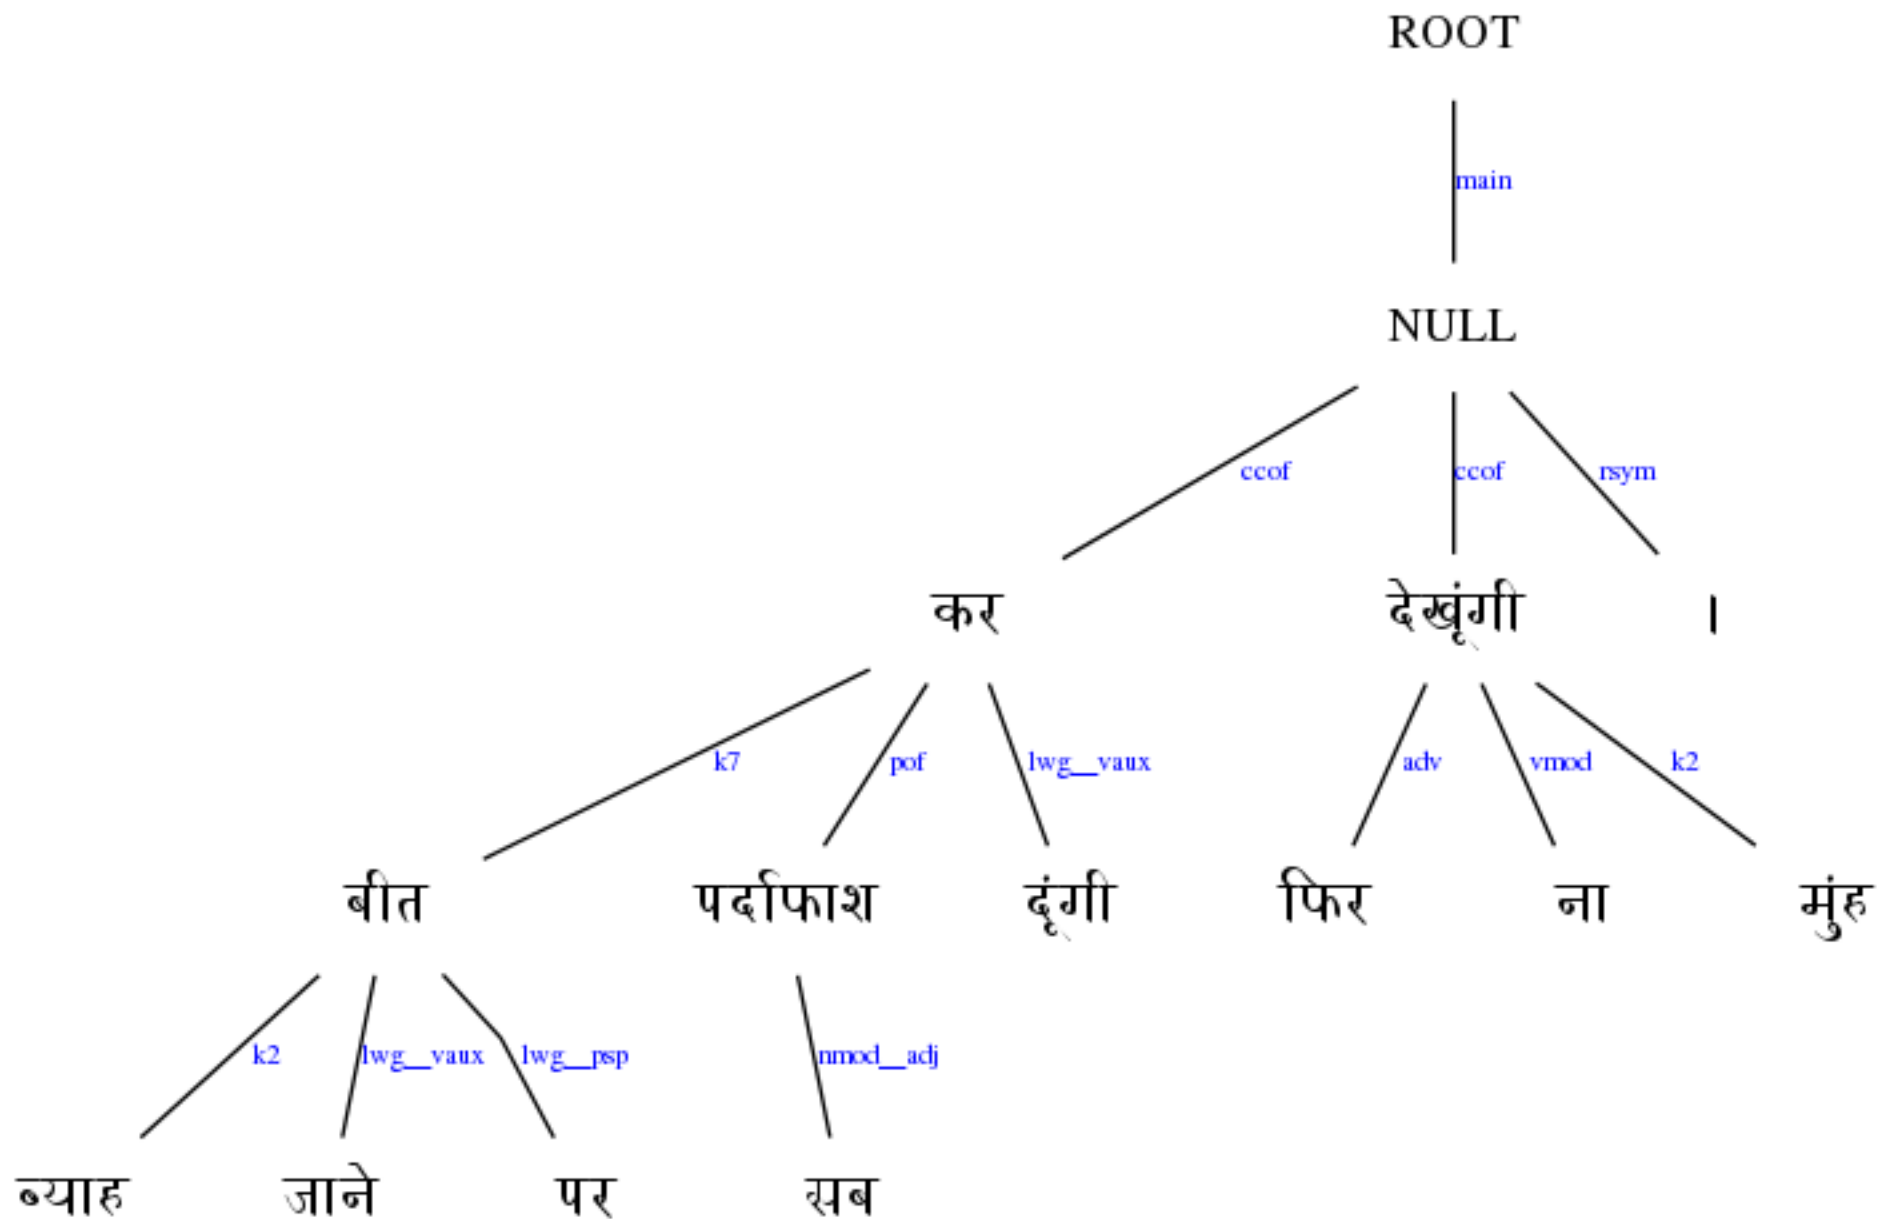 ROOT
main
NULL
ccof ccof rsym
कर देखूंगी ।
k7 pof lwg__vaux adv vmod k2
बीत पर्दाफाश दूंगी फिर ना मुंह
k2 lwg__vaux lwg__psp nmod__adj
ब्याह जाने पर सब